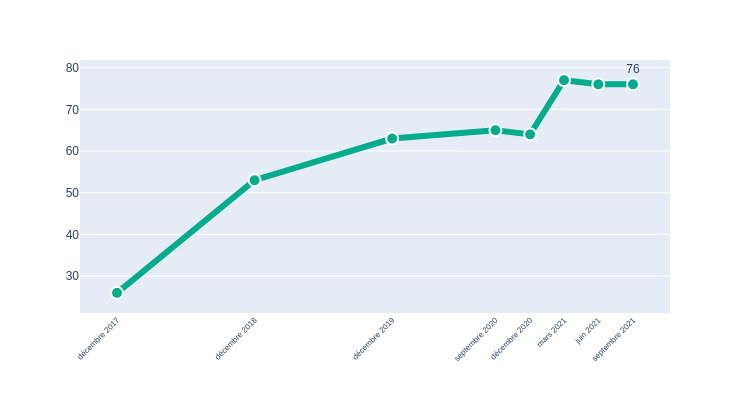 76
80
70
60
50
40
30
décembre 2017
décembre 2018
décembre 2019
septembre 2020
décembre 2020
mars 2021
juin 2021
septembre 2021